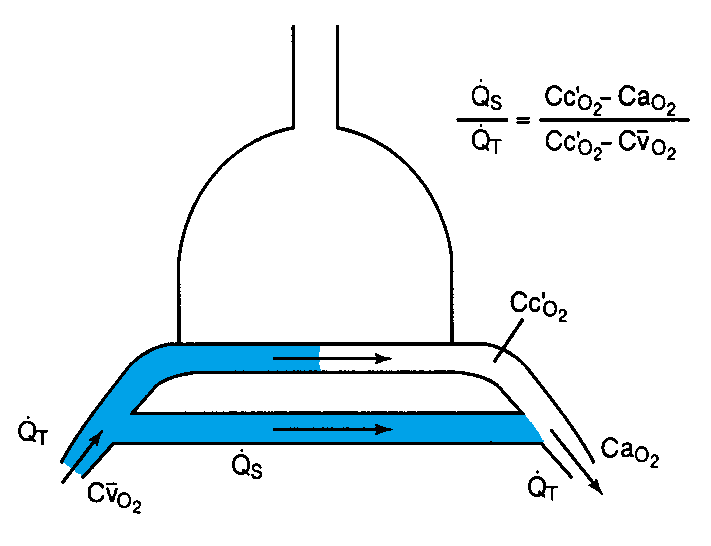 Q̇S/Q̇T = (Cc'O₂ - CaO₂)/(Cc'O₂ - Cv̄O₂)
Cc'O₂
Q̇T
CaO₂
Q̇S
Q̇T
Cv̄O₂